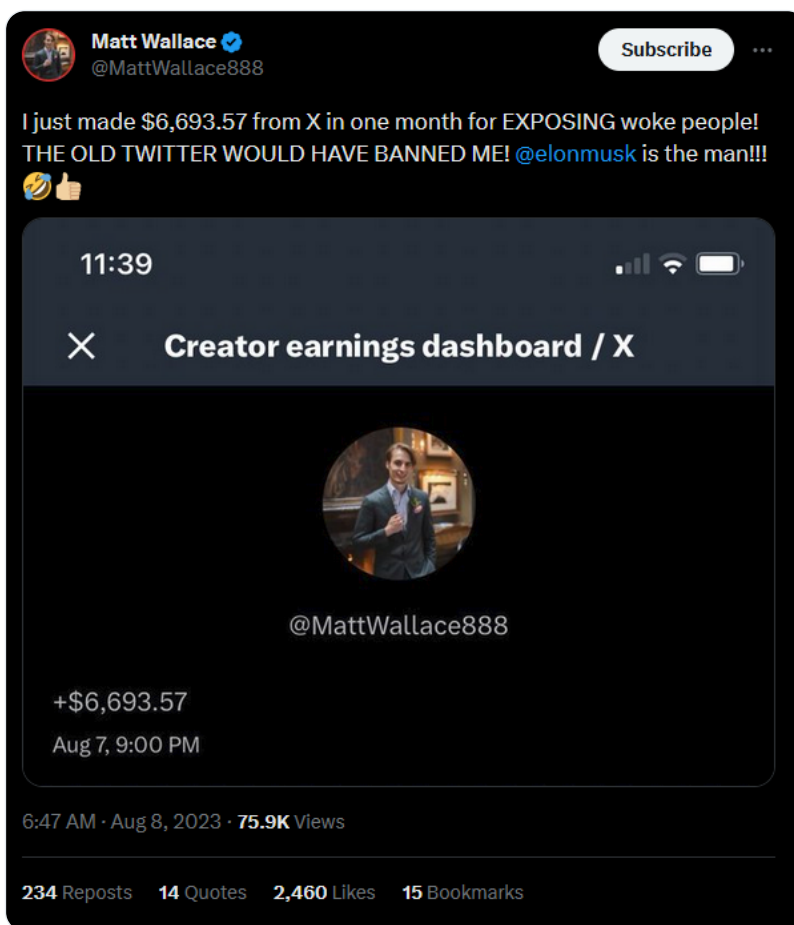 Matt Wallace
Subscribe
@MattWallace888
I just made $6,693.57 from X in one month for EXPOSING woke people!
THE OLD TWITTER WOULD HAVE BANNED ME! @elonmusk is the man!!!
🤣👍🏼
11:39
Creator earnings dashboard / X
@MattWallace888
+$6,693.57
Aug 7, 9:00 PM
6:47 AM · Aug 8, 2023 · 75.9K Views
234 Reposts 14 Quotes 2,460 Likes 15 Bookmarks